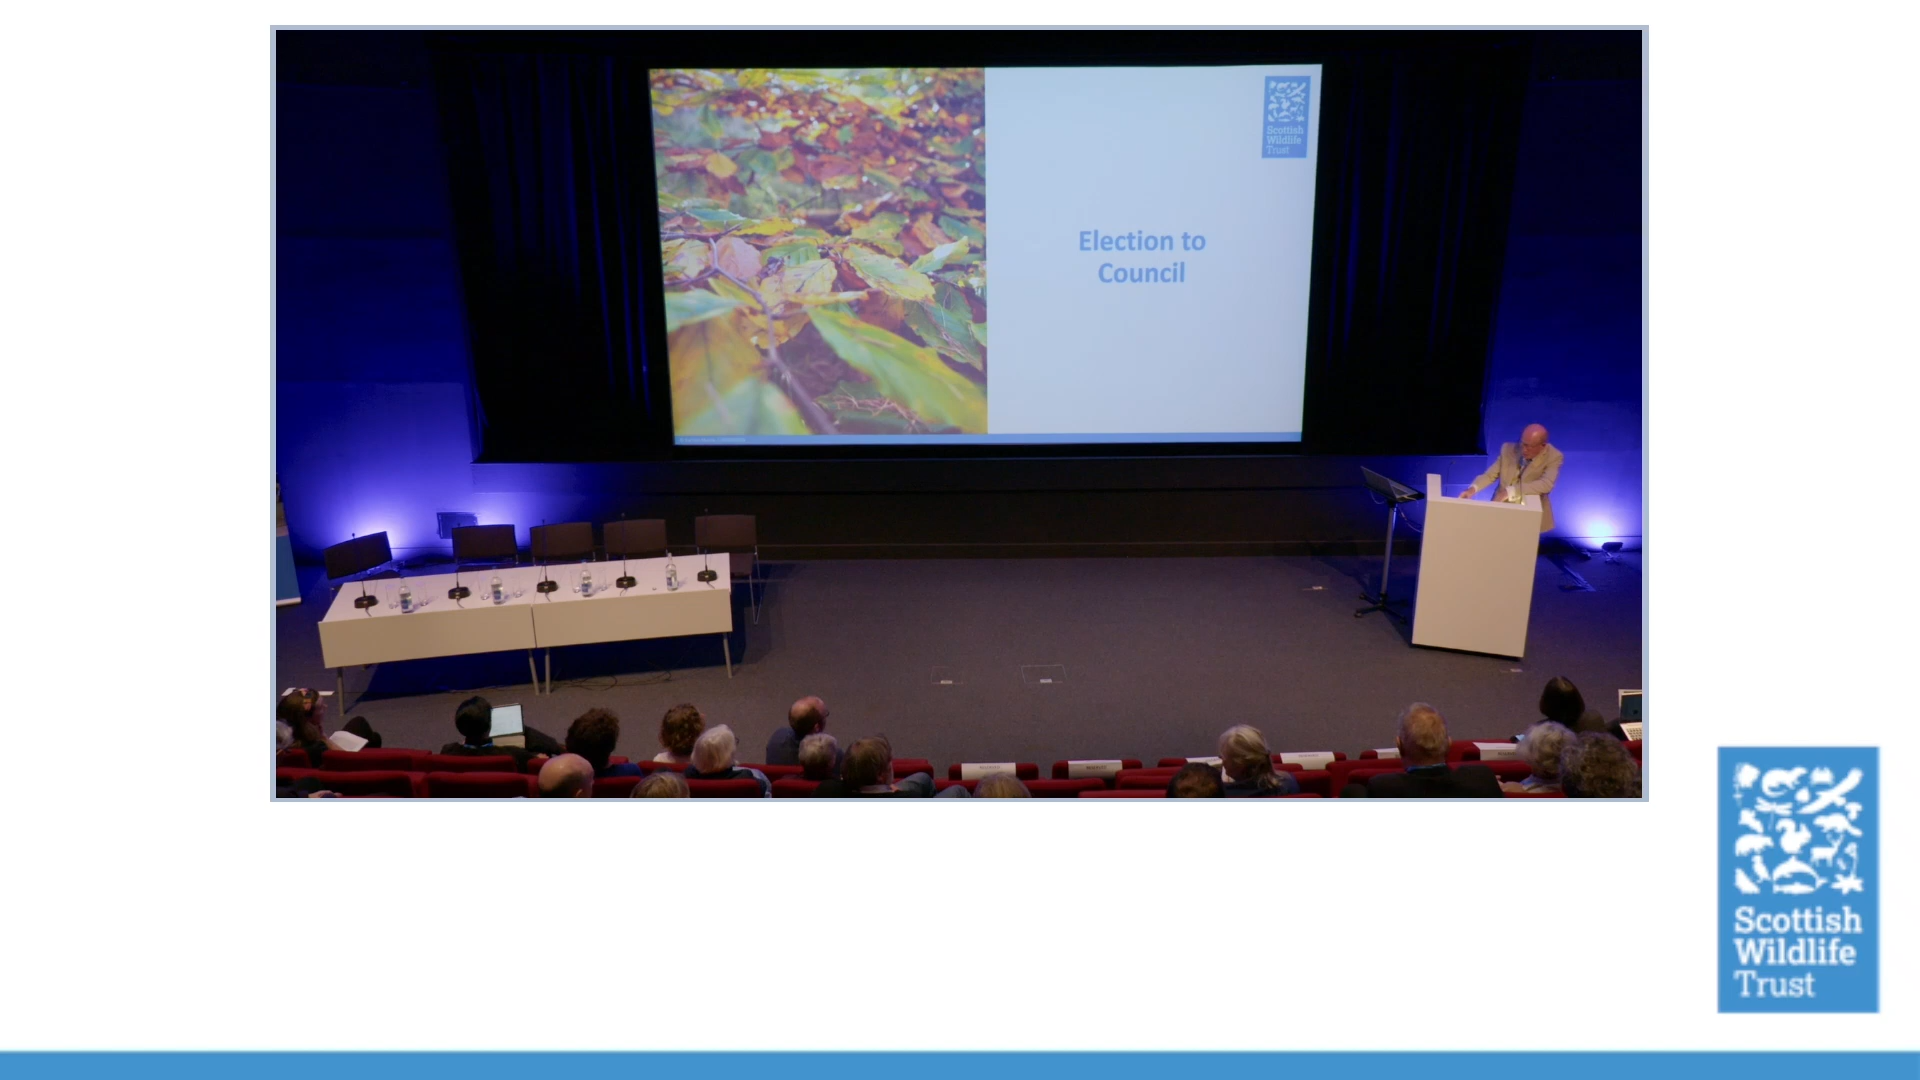 Scottish
Wildlife
Trust
Election to
Council
Scottish
Wildlife
Trust